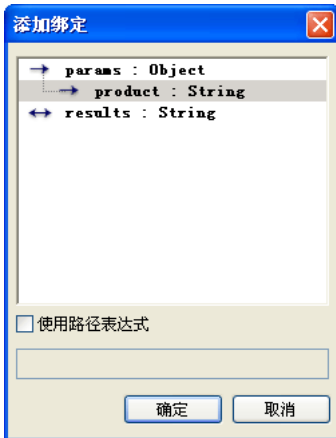 添加绑定
params : Object
product : String
results : String
使用路径表达式
确定
取消